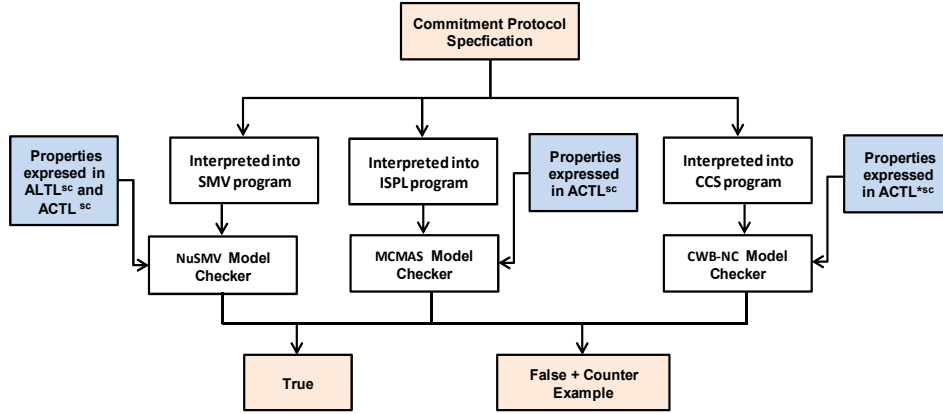 Commitment Protocol
Specfication
Properties
expresed in
ALTLsc and
ACTL sc
Interpreted into
SMV program
Interpreted into
ISPL program
Properties
expressed
in ACTLsc
Interpreted into
CCS program
Properties
expressed
in ACTL*sc
NuSMV Model
Checker
MCMAS Model
Checker
CWB-NC Model
Checker
True
False + Counter
Example